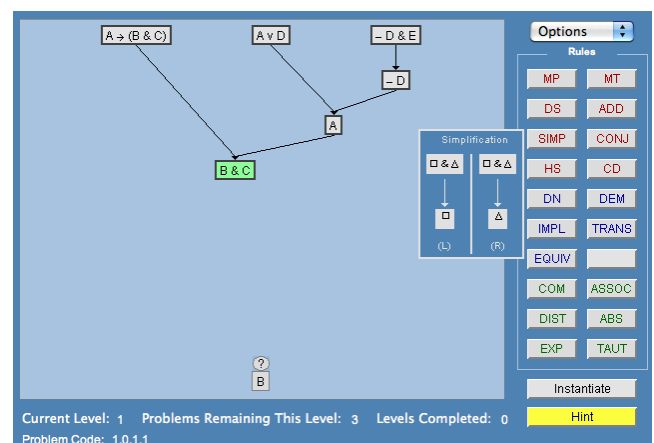 A → (B & C)
A v D
– D & E
– D
A
B & C
?
B
Simplification
□ & △
□ & △
□
△
(L)
(R)
Options
Rules
MP
MT
DS
ADD
SIMP
CONJ
HS
CD
DN
DEM
IMPL
TRANS
EQUIV
COM
ASSOC
DIST
ABS
EXP
TAUT
Instantiate
Hint
Current Level: 1 Problems Remaining This Level: 3 Levels Completed: 0
Problem Code: 1.0.1.1